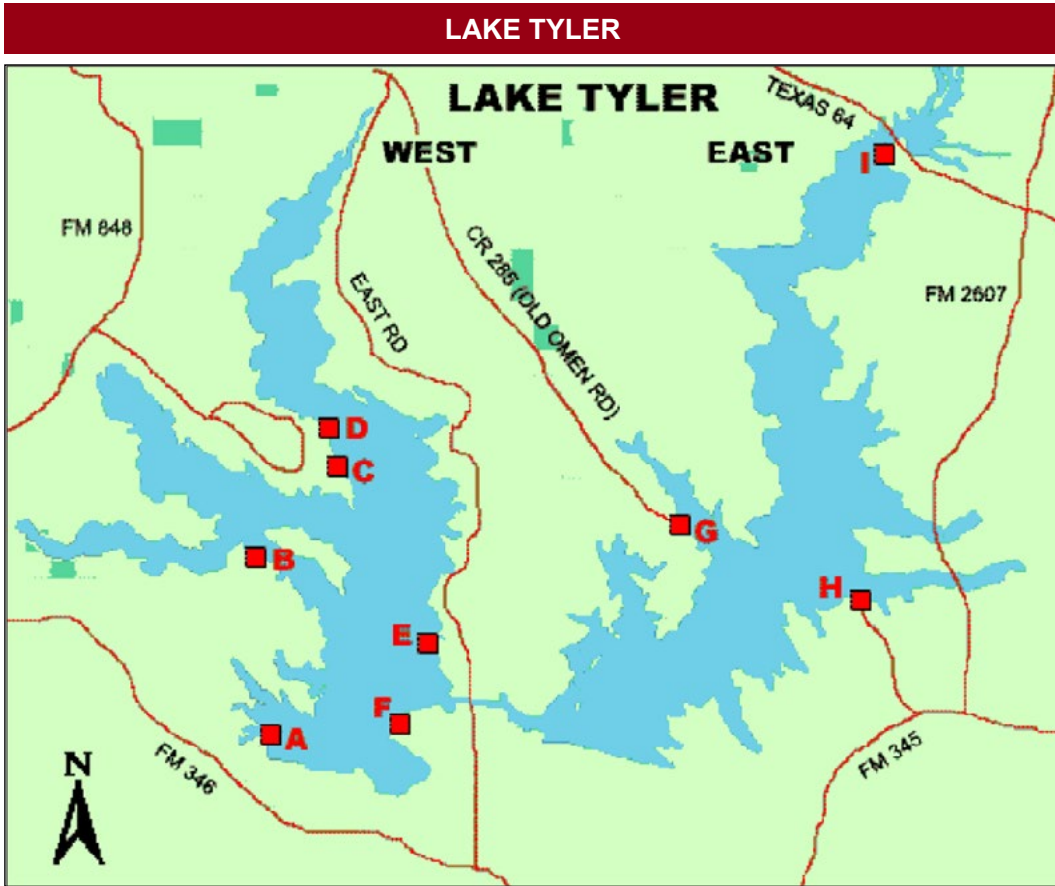 LAKE TYLER
LAKE TYLER
TEXAS 64
WEST
EAST
I
FM 848
CR 285 (OLD OMEN RD)
EAST RD
FM 2607
D
C
G
B
H
E
F
A
N
FM 346
FM 345